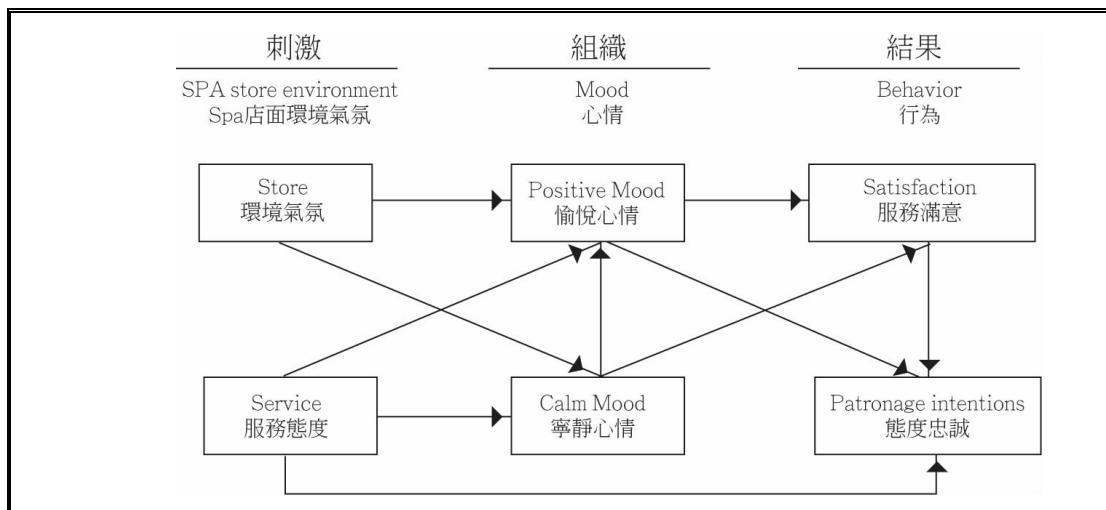 刺激
組織
結果
SPA store environment
Spa店面環境氣氛
Mood
心情
Behavior
行為
Store
環境氣氛
Positive Mood
愉悅心情
Satisfaction
服務滿意
Service
服務態度
Calm Mood
寧靜心情
Patronage intentions
態度忠誠